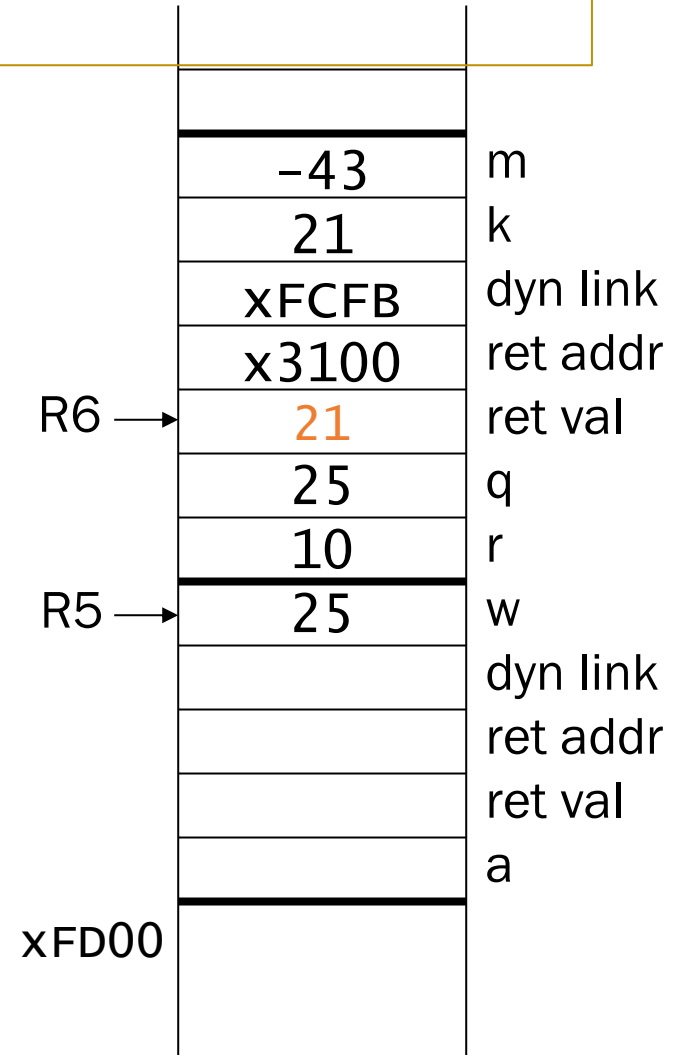 -43 m
21 k
xFCFB dyn link
x3100 ret addr
R6 21 ret val
25 q
10 r
R5 25 w
dyn link
ret addr
ret val
a
xFD00